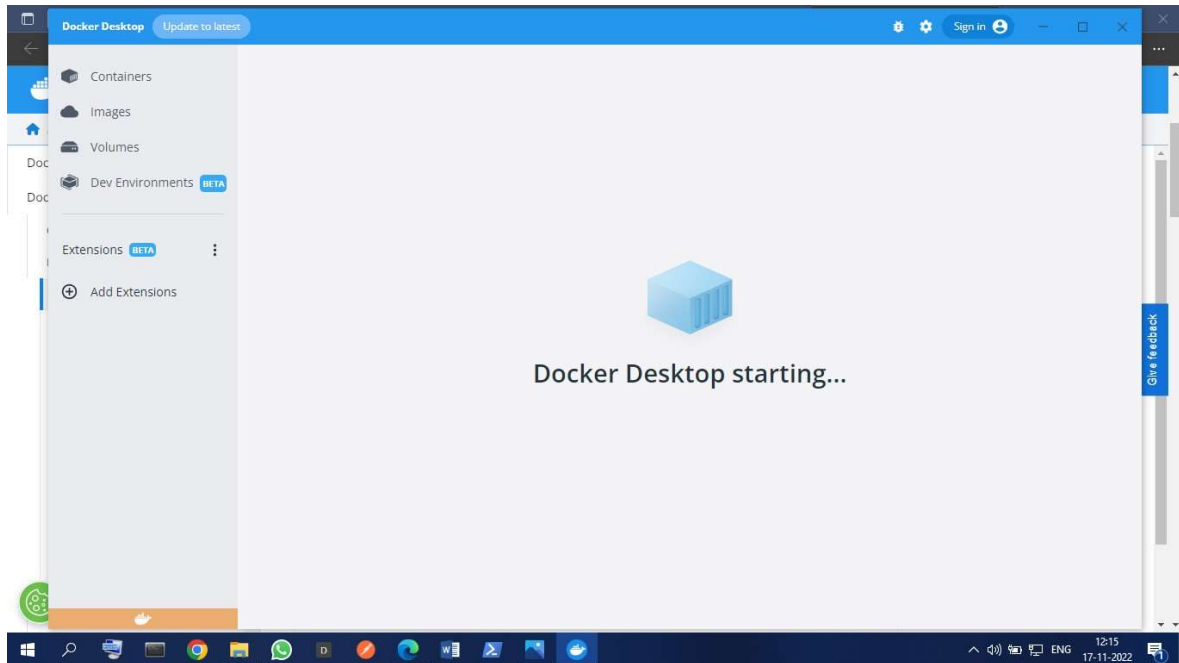 Docker Desktop Update to latest Sign in
Containers
Images
Volumes
Doc
Dev Environments BETA
Doc
Extensions BETA
Add Extensions
Give feedback
Docker Desktop starting...
D
ENG
12:15
17-11-2022